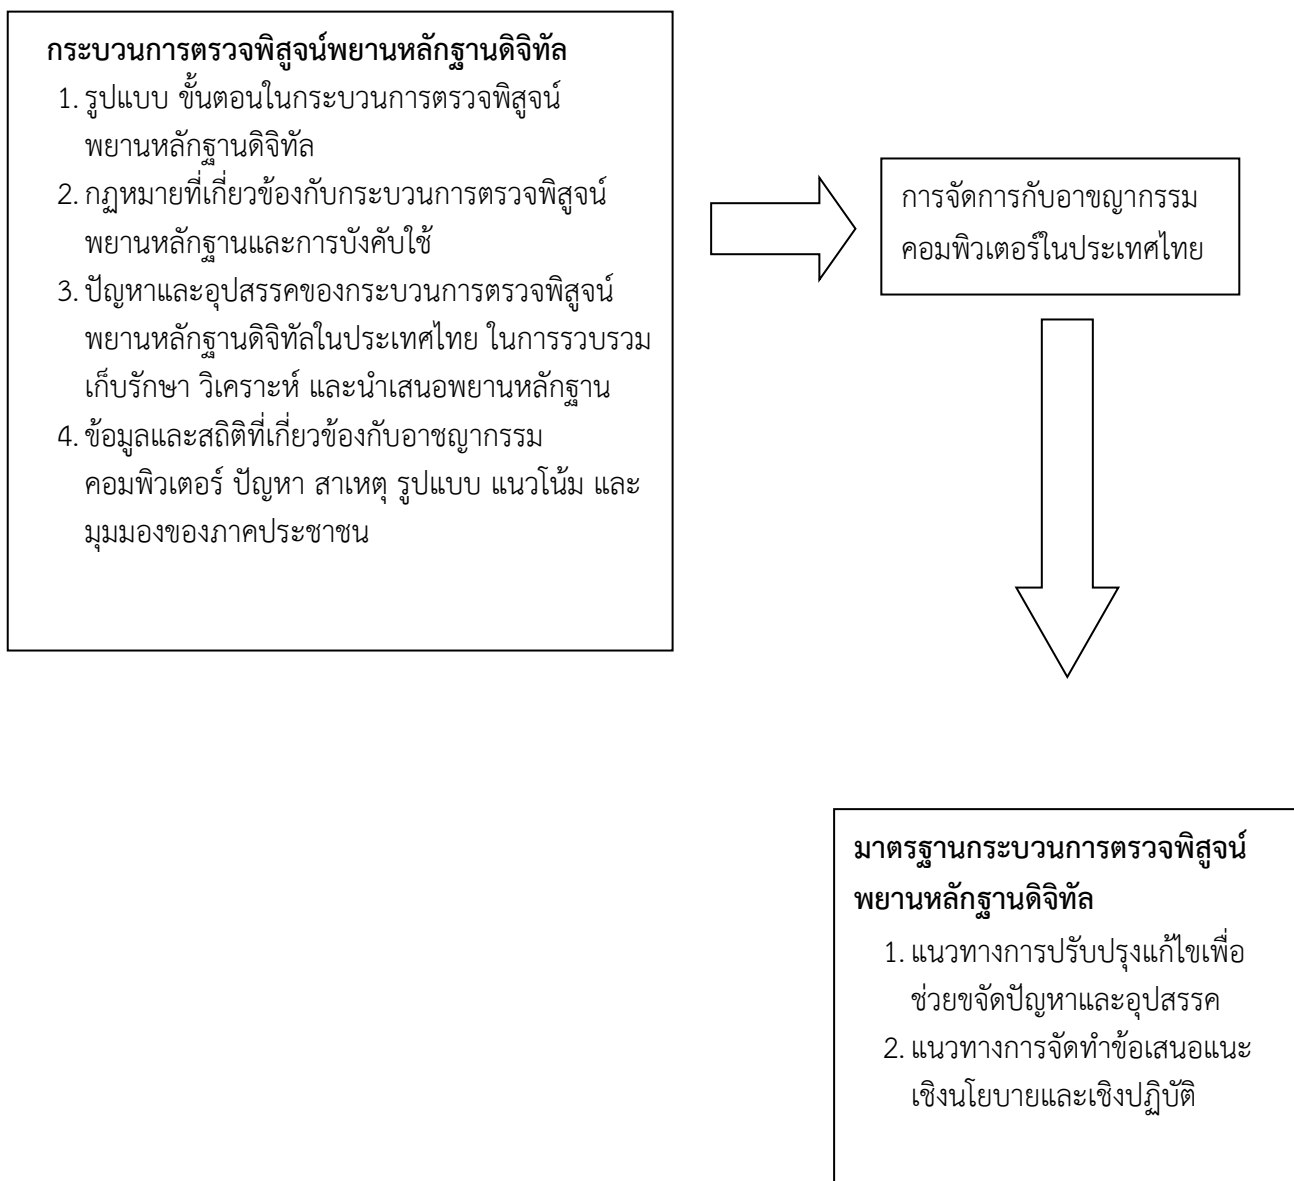 กระบวนการตรวจพิสูจน์พยานหลักฐานดิจิทัล
1. รูปแบบ ขั้นตอนในกระบวนการตรวจพิสูจน์
พยานหลักฐานดิจิทัล
2. กฎหมายที่เกี่ยวข้องกับกระบวนการตรวจพิสูจน์
พยานหลักฐานและการบังคับใช้
3. ปัญหาและอุปสรรคของกระบวนการตรวจพิสูจน์
พยานหลักฐานดิจิทัลในประเทศไทย ในการรวบรวม
เก็บรักษา วิเคราะห์ และนำเสนอพยานหลักฐาน
4. ข้อมูลและสถิติที่เกี่ยวข้องกับอาชญากรรม
คอมพิวเตอร์ ปัญหา สาเหตุ รูปแบบ แนวโน้ม และ
มุมมองของภาคประชาชน
การจัดการกับอาขญากรรม
คอมพิวเตอร์ในประเทศไทย
มาตรฐานกระบวนการตรวจพิสูจน์
พยานหลักฐานดิจิทัล
1. แนวทางการปรับปรุงแก้ไขเพื่อ
ช่วยขจัดปัญหาและอุปสรรค
2. แนวทางการจัดทำข้อเสนอแนะ
เชิงนโยบายและเชิงปฏิบัติ